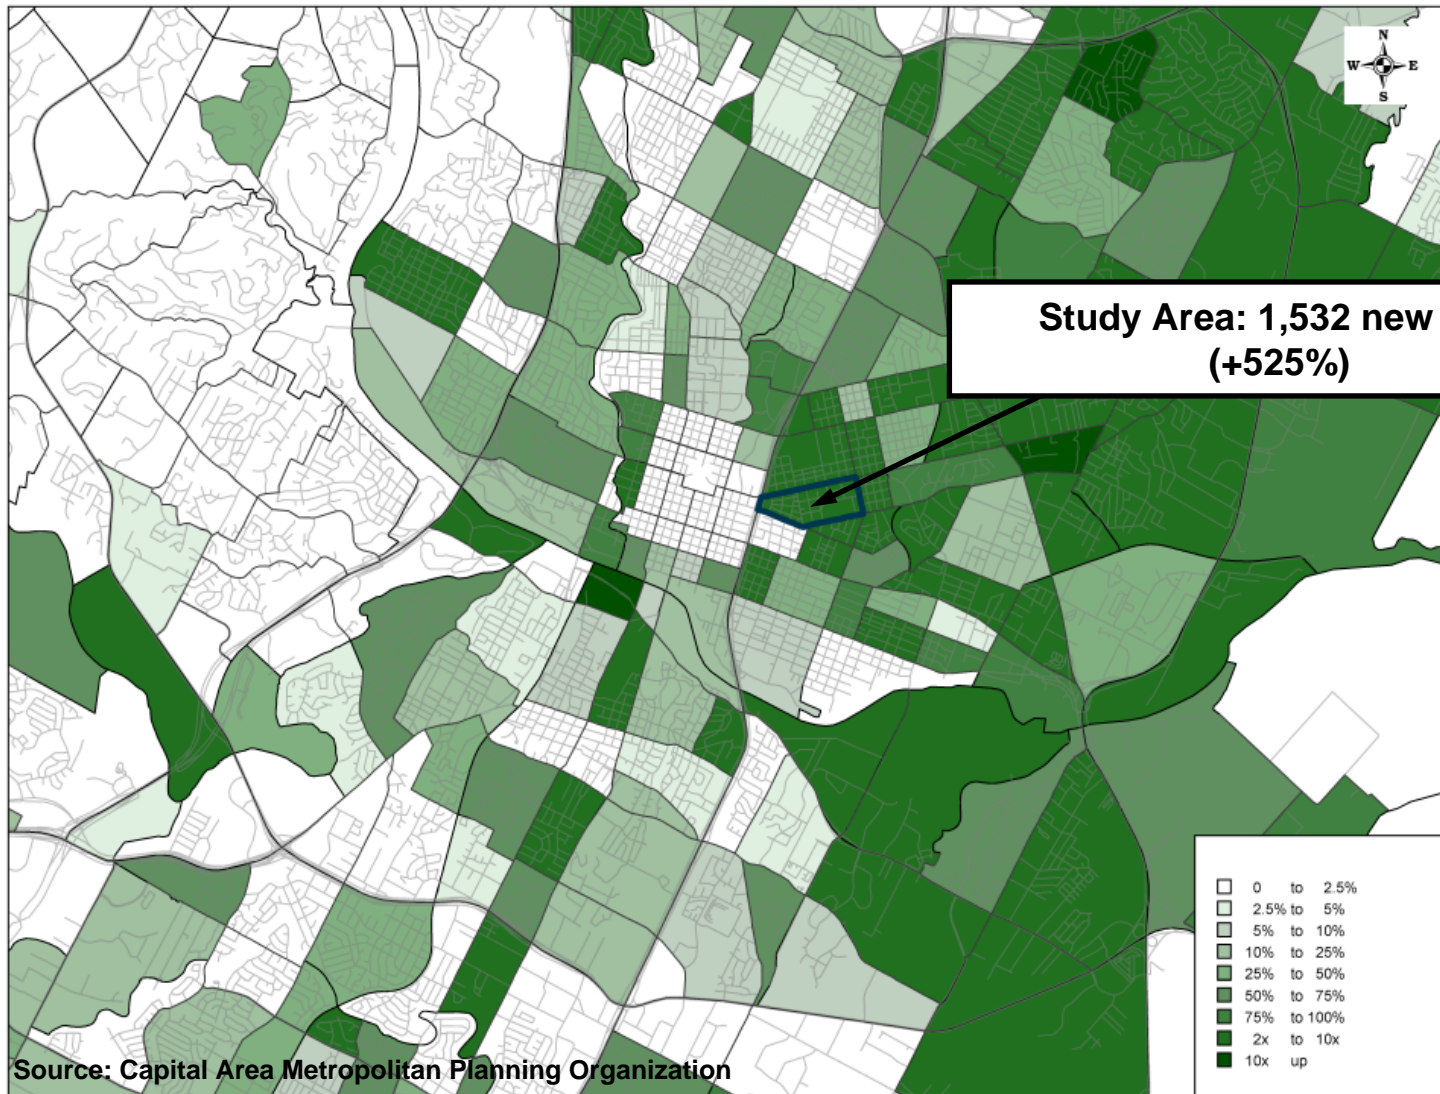 N
W E
S
Study Area: 1,532 new
(+525%)
0 to 2.5%
2.5% to 5%
5% to 10%
10% to 25%
25% to 50%
50% to 75%
75% to 100%
2x to 10x
10x up
Source: Capital Area Metropolitan Planning Organization